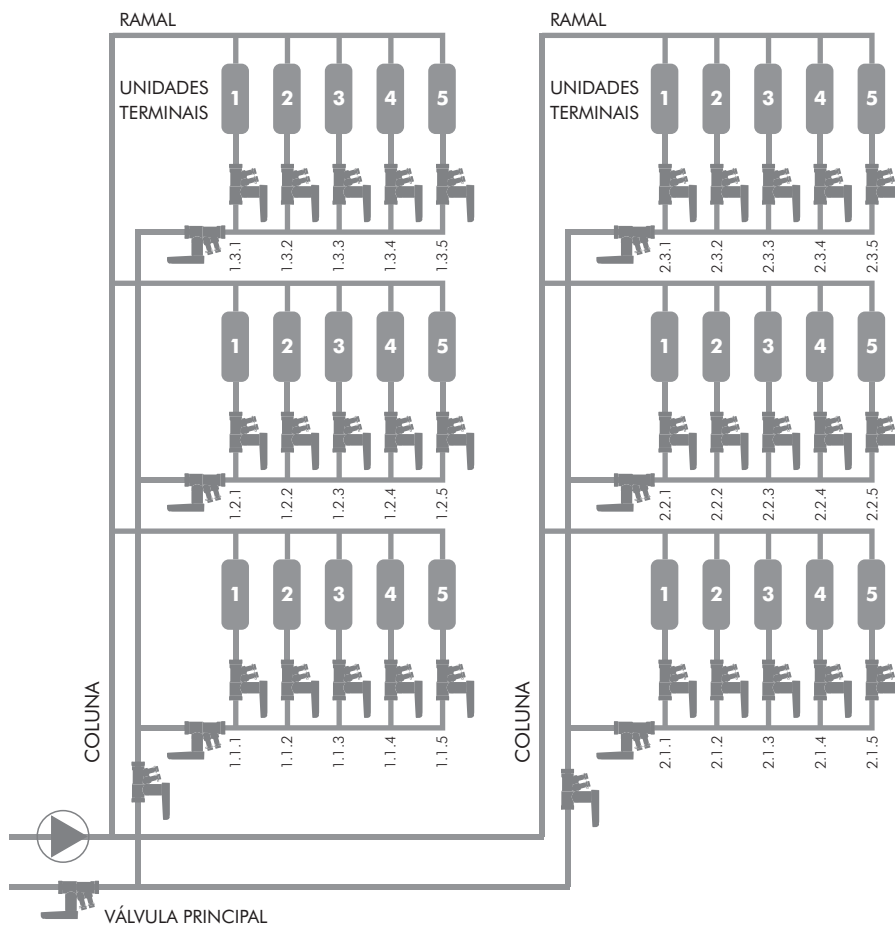 RAMAL
UNIDADES
TERMINAIS
1 2 3 4 5
1.3.1 1.3.2 1.3.3 1.3.4 1.3.5
RAMAL
UNIDADES
TERMINAIS
1 2 3 4 5
2.3.1 2.3.2 2.3.3 2.3.4 2.3.5
1 2 3 4 5
1.2.1 1.2.2 1.2.3 1.2.4 1.2.5
1 2 3 4 5
2.2.1 2.2.2 2.2.3 2.2.4 2.2.5
COLUNA
1 2 3 4 5
1.1.1 1.1.2 1.1.3 1.1.4 1.1.5
COLUNA
1 2 3 4 5
2.1.1 2.1.2 2.1.3 2.1.4 2.1.5
VÁLVULA PRINCIPAL